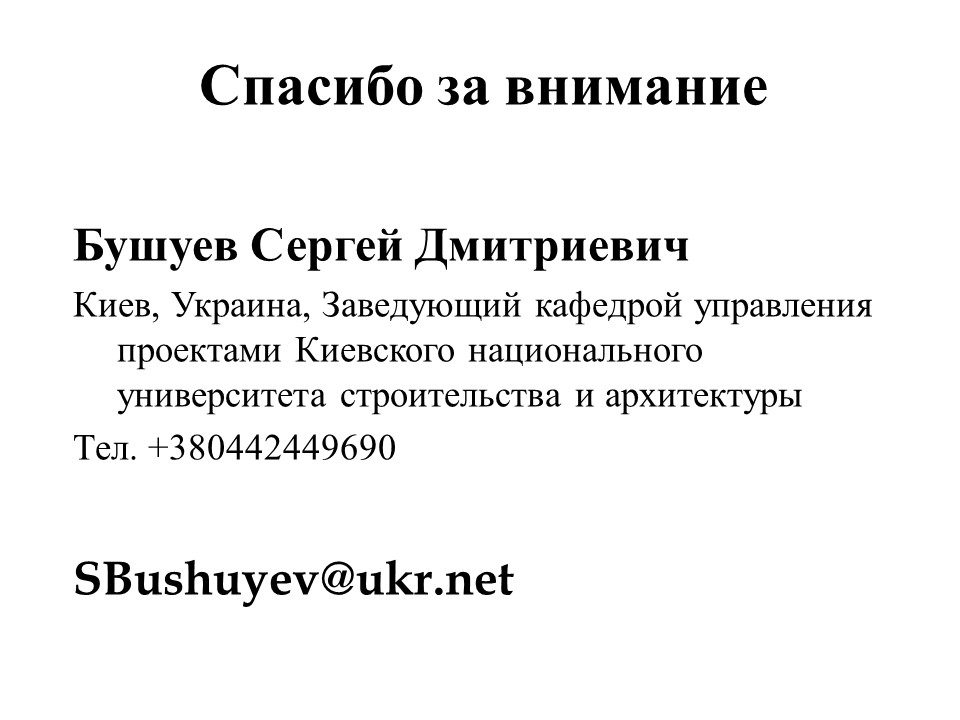 Спасибо за внимание
Бушуев Сергей Дмитриевич
Киев, Украина, Заведующий кафедрой управления
проектами Киевского национального
университета строительства и архитектуры
Тел. +380442449690
SBushuyev@ukr.net